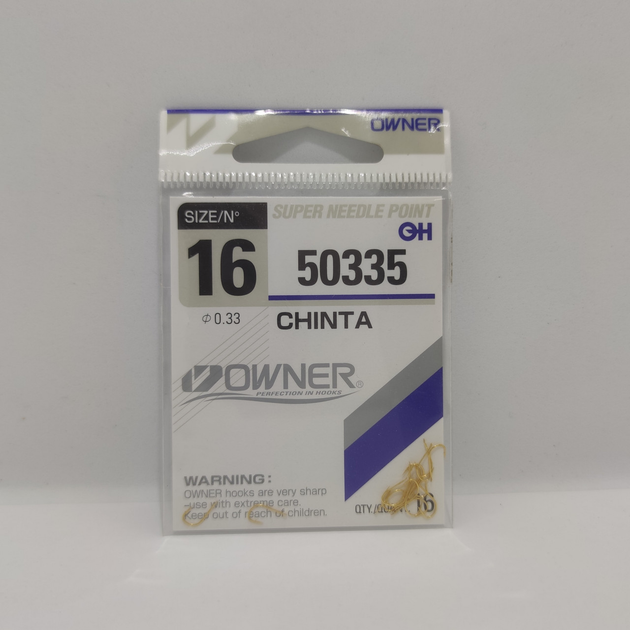 OWNER
SIZE/N°
SUPER NEEDLE POINT
16
50335
Φ 0.33
CHINTA
OWNER®
PERFECTION IN HOOKS
WARNING:
OWNER hooks are very sharp
-use with extreme care.
Keep out of reach of children.
QTY./
16